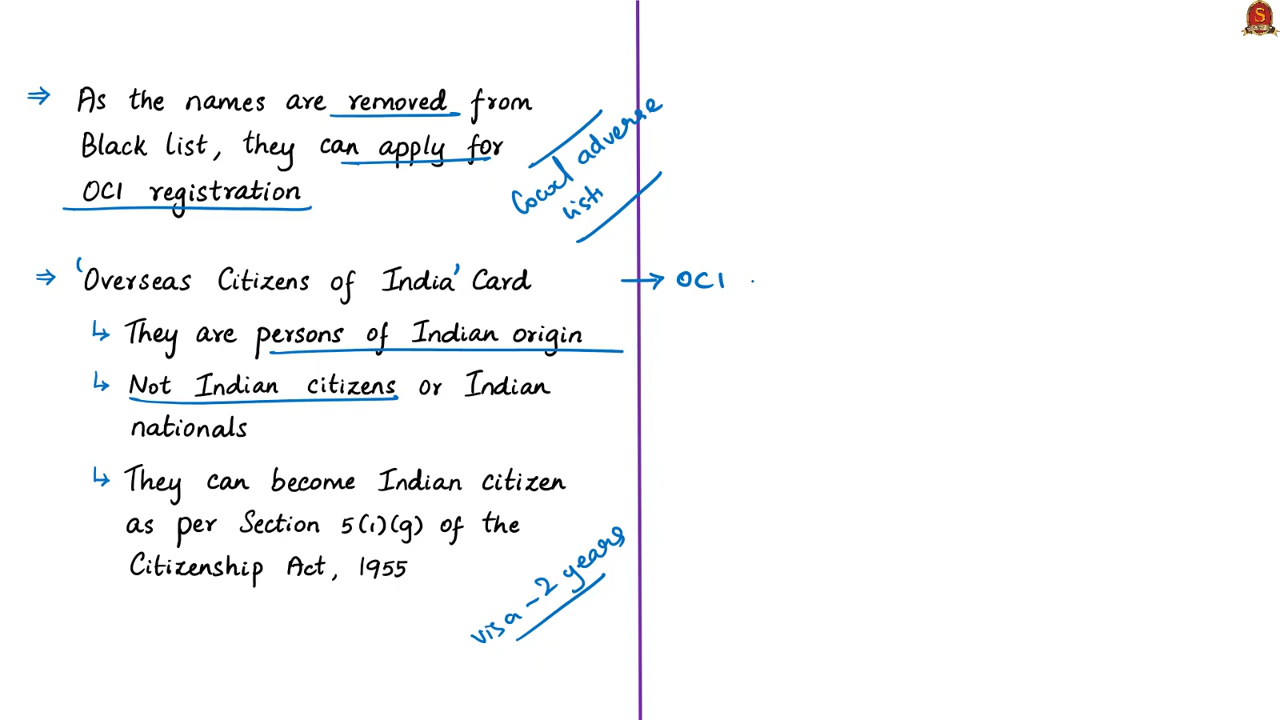 ⇒ As the names are removed from
Black list, they can apply for
OCI registration
Local adverse
lists
⇒ 'Overseas Citizens of India' Card → OCI
↳ They are persons of Indian origin
↳ Not Indian citizens or Indian
nationals
↳ They can become Indian citizen
as per Section 5(1)(g) of the
Citizenship Act, 1955
visa - 2 years
S